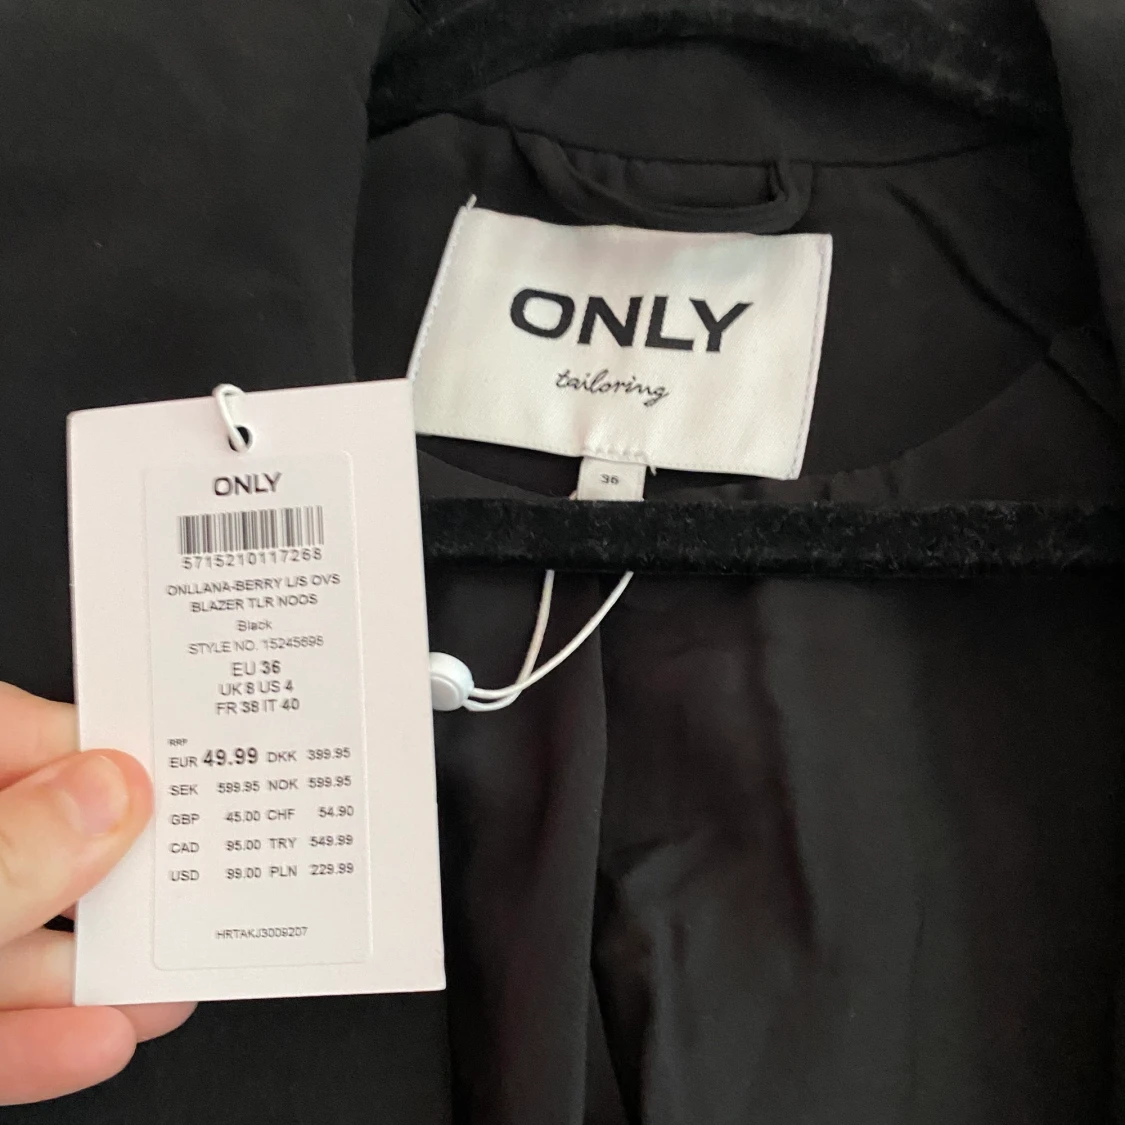 ONLY
tailoring
36
ONLY
5715210117268
ONLLANA-BERRY L/S OVS
BLAZER TLR NOOS
Black
STYLE NO. 15245698
EU 36
UK 8 US 4
FR 38 IT 40
RRP
EUR 49.99 DKK 399.95
SEK 599.95 NOK 599.95
GBP 45.00 CHF 54.90
CAD 95.00 TRY 549.99
USD 99.00 PLN 229.99
HRTAKJ3009207